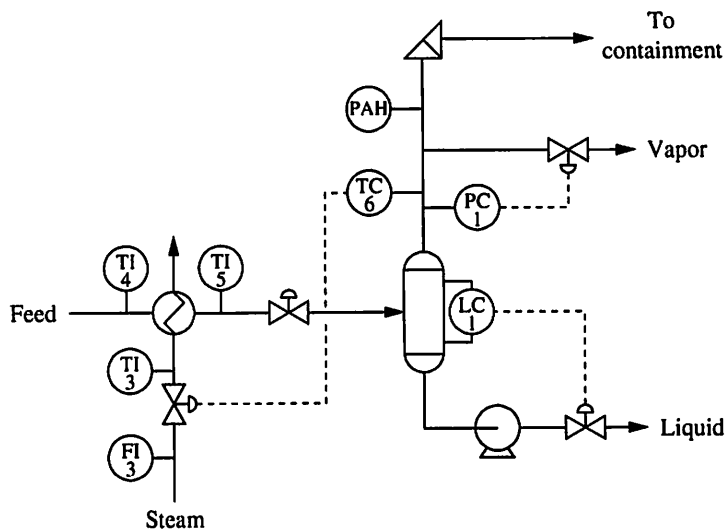 To
containment
PAH
Vapor
TC
6
PC
1
TI
4
TI
5
Feed
LC
1
TI
3
FI
3
Liquid
Steam